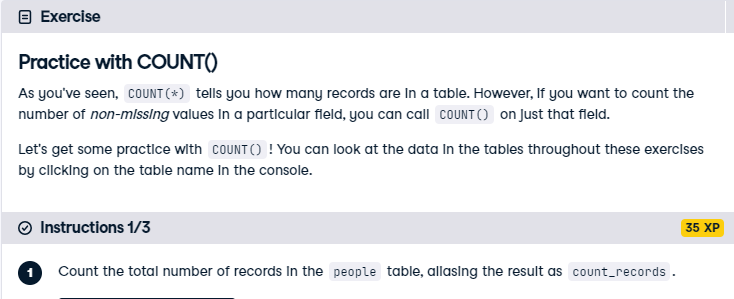 Exercise
Practice with COUNT()
As you've seen, COUNT(*) tells you how many records are in a table. However, if you want to count the
number of non-missing values in a particular field, you can call COUNT() on just that field.
Let's get some practice with COUNT() ! You can look at the data in the tables throughout these exercises
by clicking on the table name in the console.
Instructions 1/3
35 XP
1 Count the total number of records in the people table, aliasing the result as count_records .